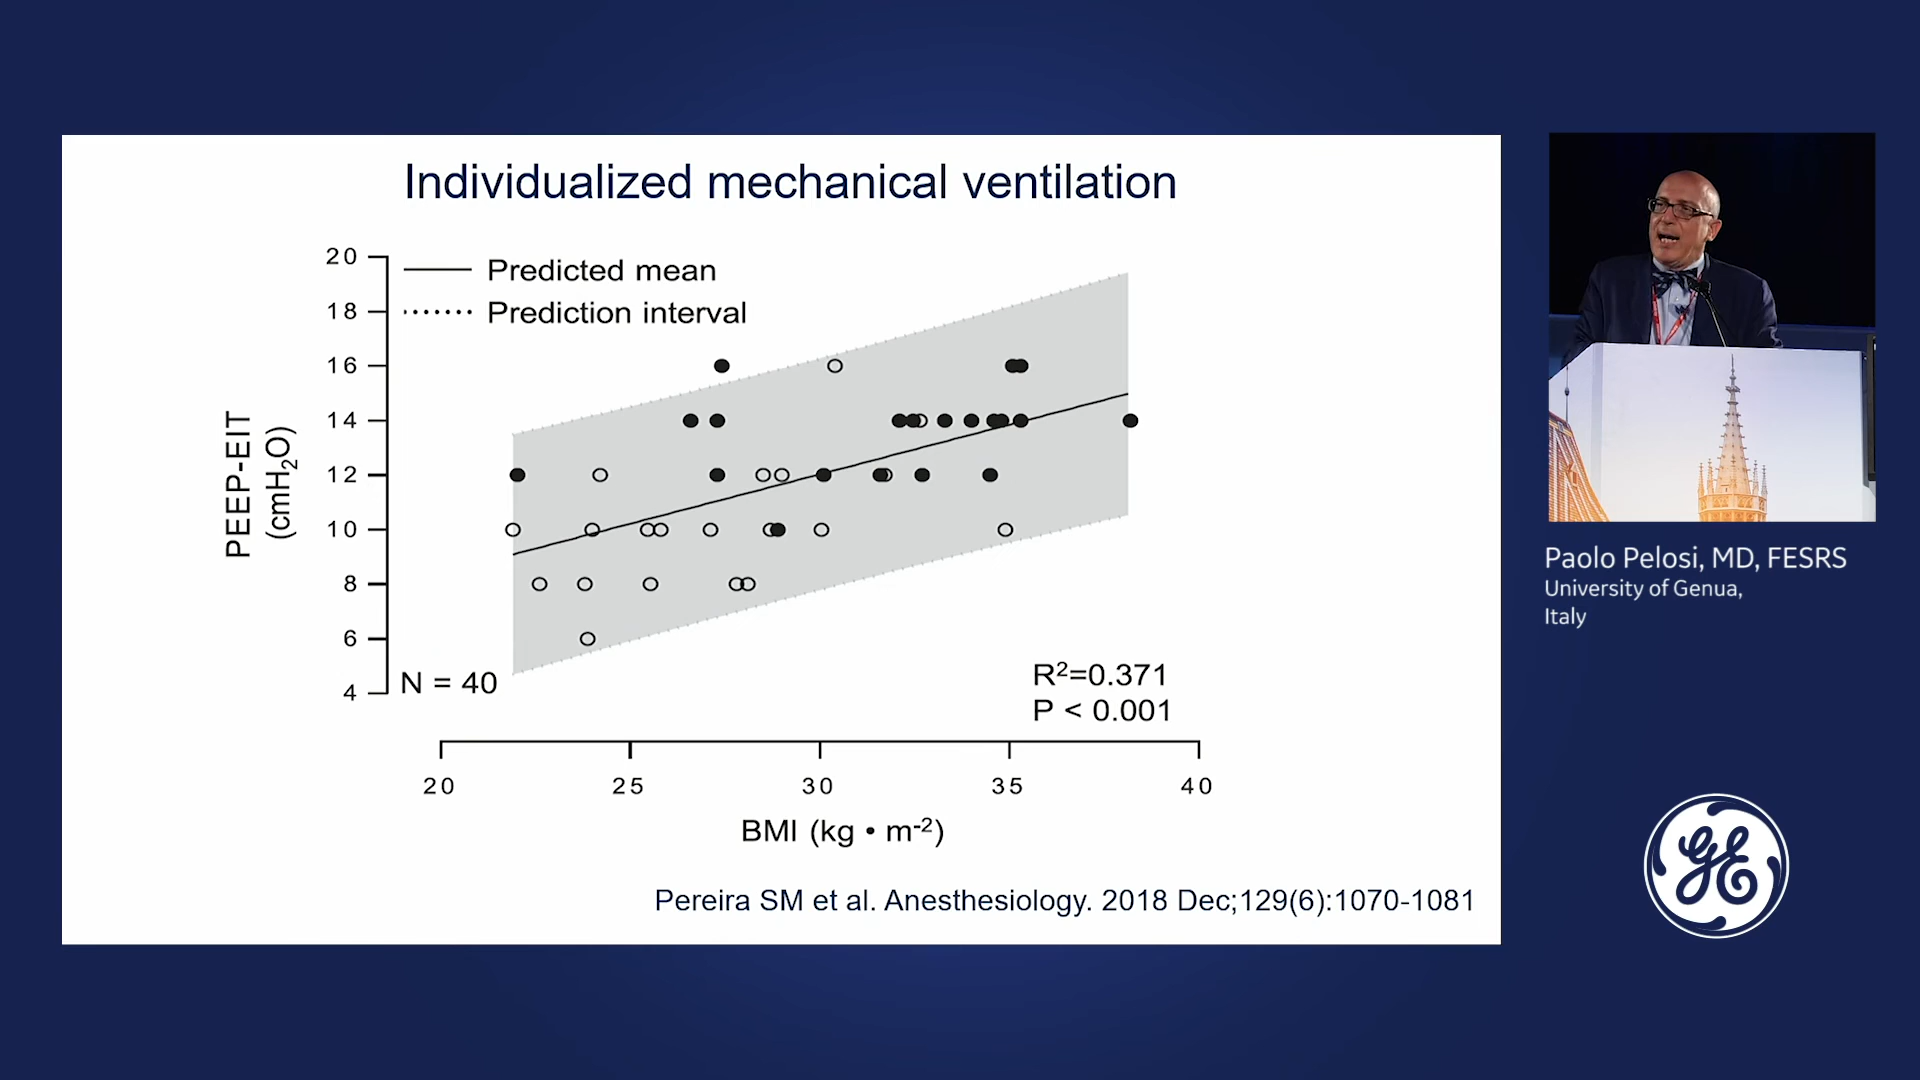 Individualized mechanical ventilation
Predicted mean
Prediction interval
20
18
16
14
12
10
8
6
4
PEEP-EIT
(cmH₂O)
N = 40
R²=0.371
P < 0.001
20 25 30 35 40
BMI (kg • m⁻²)
Pereira SM et al. Anesthesiology. 2018 Dec;129(6):1070-1081
Paolo Pelosi, MD, FESRS
University of Genua,
Italy
GE